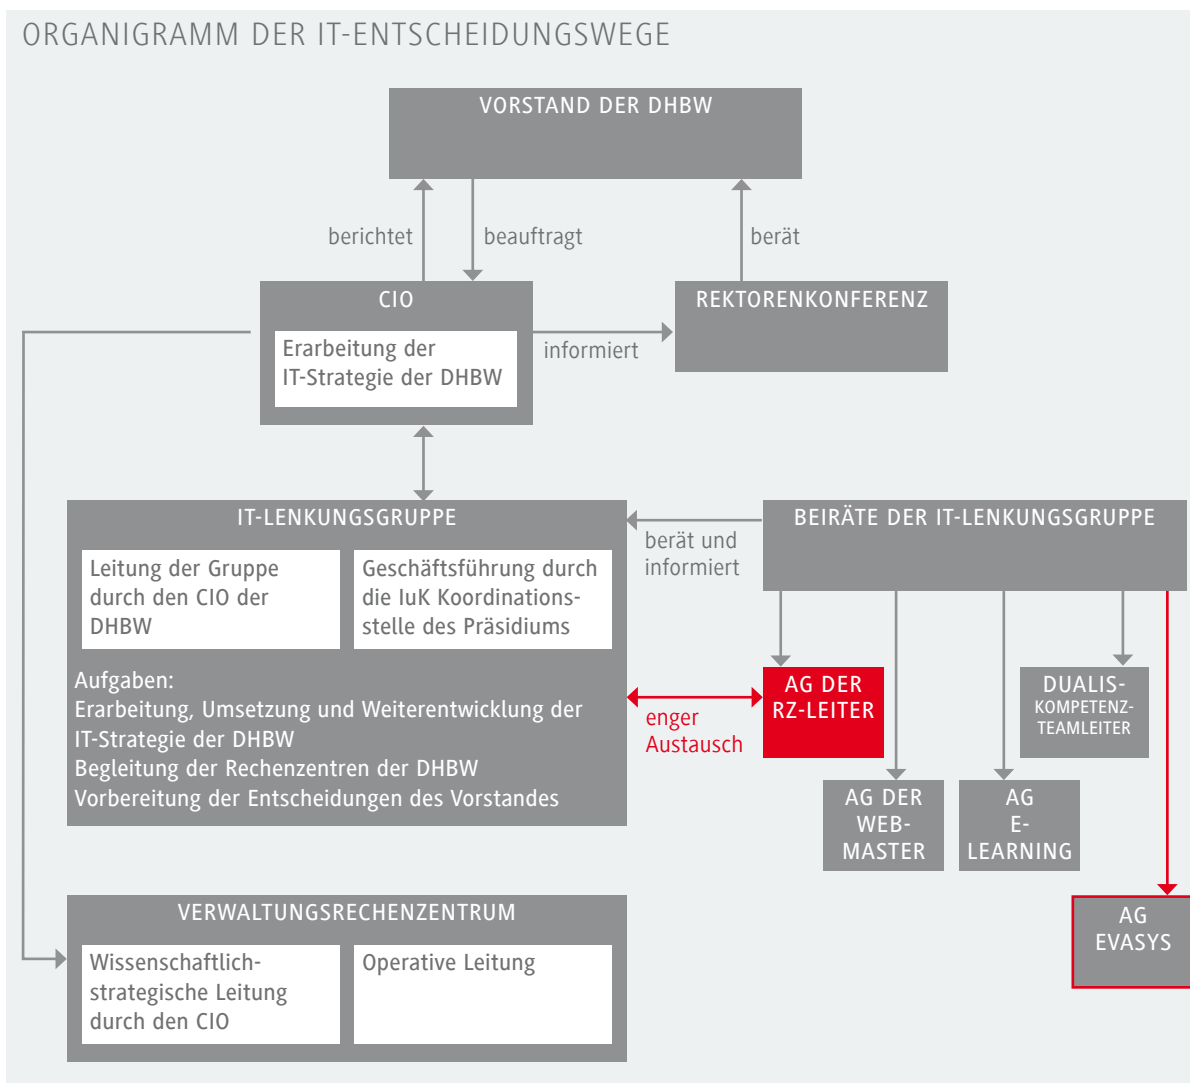 ORGANIGRAMM DER IT-ENTSCHEIDUNGSWEGE
VORSTAND DER DHBW
berichtet
beauftragt
berät
CIO
Erarbeitung der
IT-Strategie der DHBW
informiert
REKTORENKONFERENZ
IT-LENKUNGSGRUPPE
Leitung der Gruppe
durch den CIO der
DHBW
Geschäftsführung durch
die IuK Koordinations-
stelle des Präsidiums
Aufgaben:
Erarbeitung, Umsetzung und Weiterentwicklung der
IT-Strategie der DHBW
Begleitung der Rechenzentren der DHBW
Vorbereitung der Entscheidungen des Vorstandes
berät und
informiert
BEIRÄTE DER IT-LENKUNGSGRUPPE
enger
Austausch
AG DER
RZ-LEITER
DUALIS-
KOMPETENZ-
TEAMLEITER
AG DER
WEB-
MASTER
AG
E-
LEARNING
AG
EVASYS
VERWALTUNGSRECHENZENTRUM
Wissenschaftlich-
strategische Leitung
durch den CIO
Operative Leitung